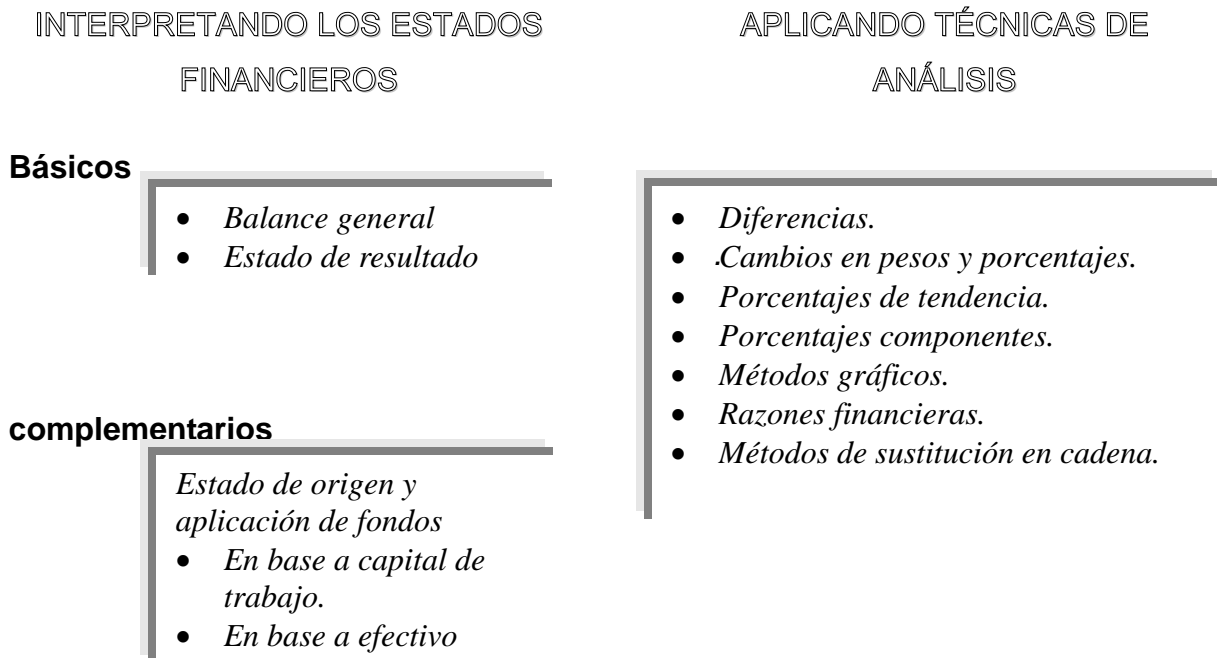 INTERPRETANDO LOS ESTADOS
FINANCIEROS
Básicos
• Balance general
• Estado de resultado
complementarios
Estado de origen y
aplicación de fondos
• En base a capital de
trabajo.
• En base a efectivo
APLICANDO TÉCNICAS DE
ANÁLISIS
• Diferencias.
• .Cambios en pesos y porcentajes.
• Porcentajes de tendencia.
• Porcentajes componentes.
• Métodos gráficos.
• Razones financieras.
• Métodos de sustitución en cadena.